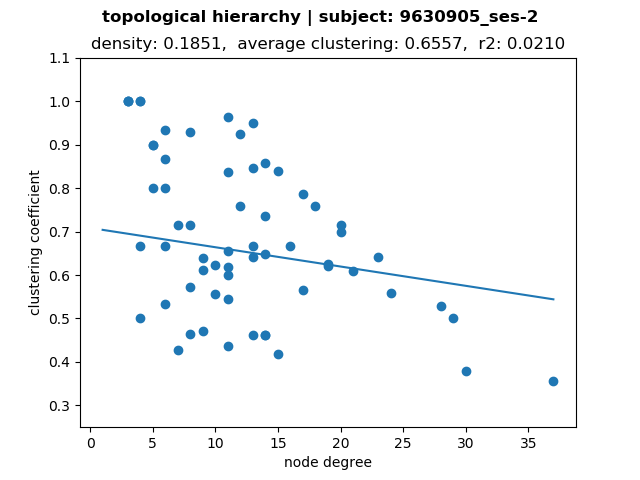 topological hierarchy | subject: 9630905_ses-2
density: 0.1851,  average clustering: 0.6557,  r2: 0.0210
1.1
1.0
0.9
0.8
0.7
0.6
0.5
0.4
0.3
clustering coefficient
0 5 10 15 20 25 30 35
node degree